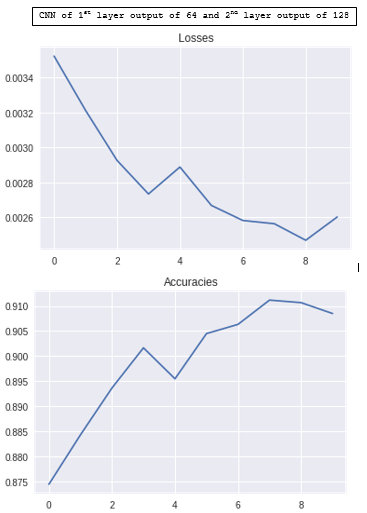 CNN of 1st layer output of 64 and 2nd layer output of 128
Losses
0.0034
0.0032
0.0030
0.0028
0.0026
0 2 4 6 8
Accuracies
0.910
0.905
0.900
0.895
0.890
0.885
0.880
0.875
0 2 4 6 8